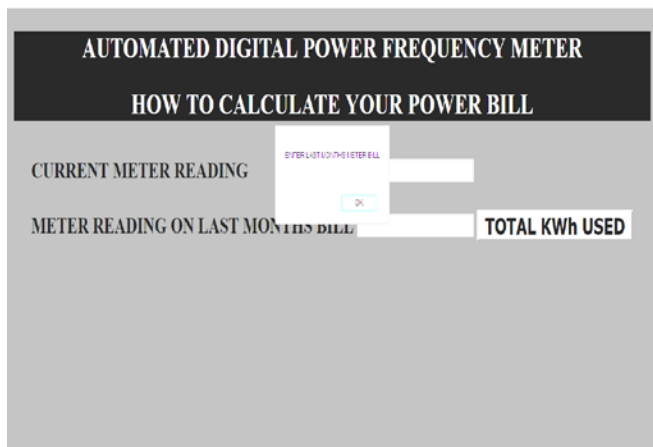 AUTOMATED DIGITAL POWER FREQUENCY METER
HOW TO CALCULATE YOUR POWER BILL
ENTER LAST MONTHS METER BILL
OK
CURRENT METER READING
METER READING ON LAST MONTHS BILL
TOTAL KWh USED